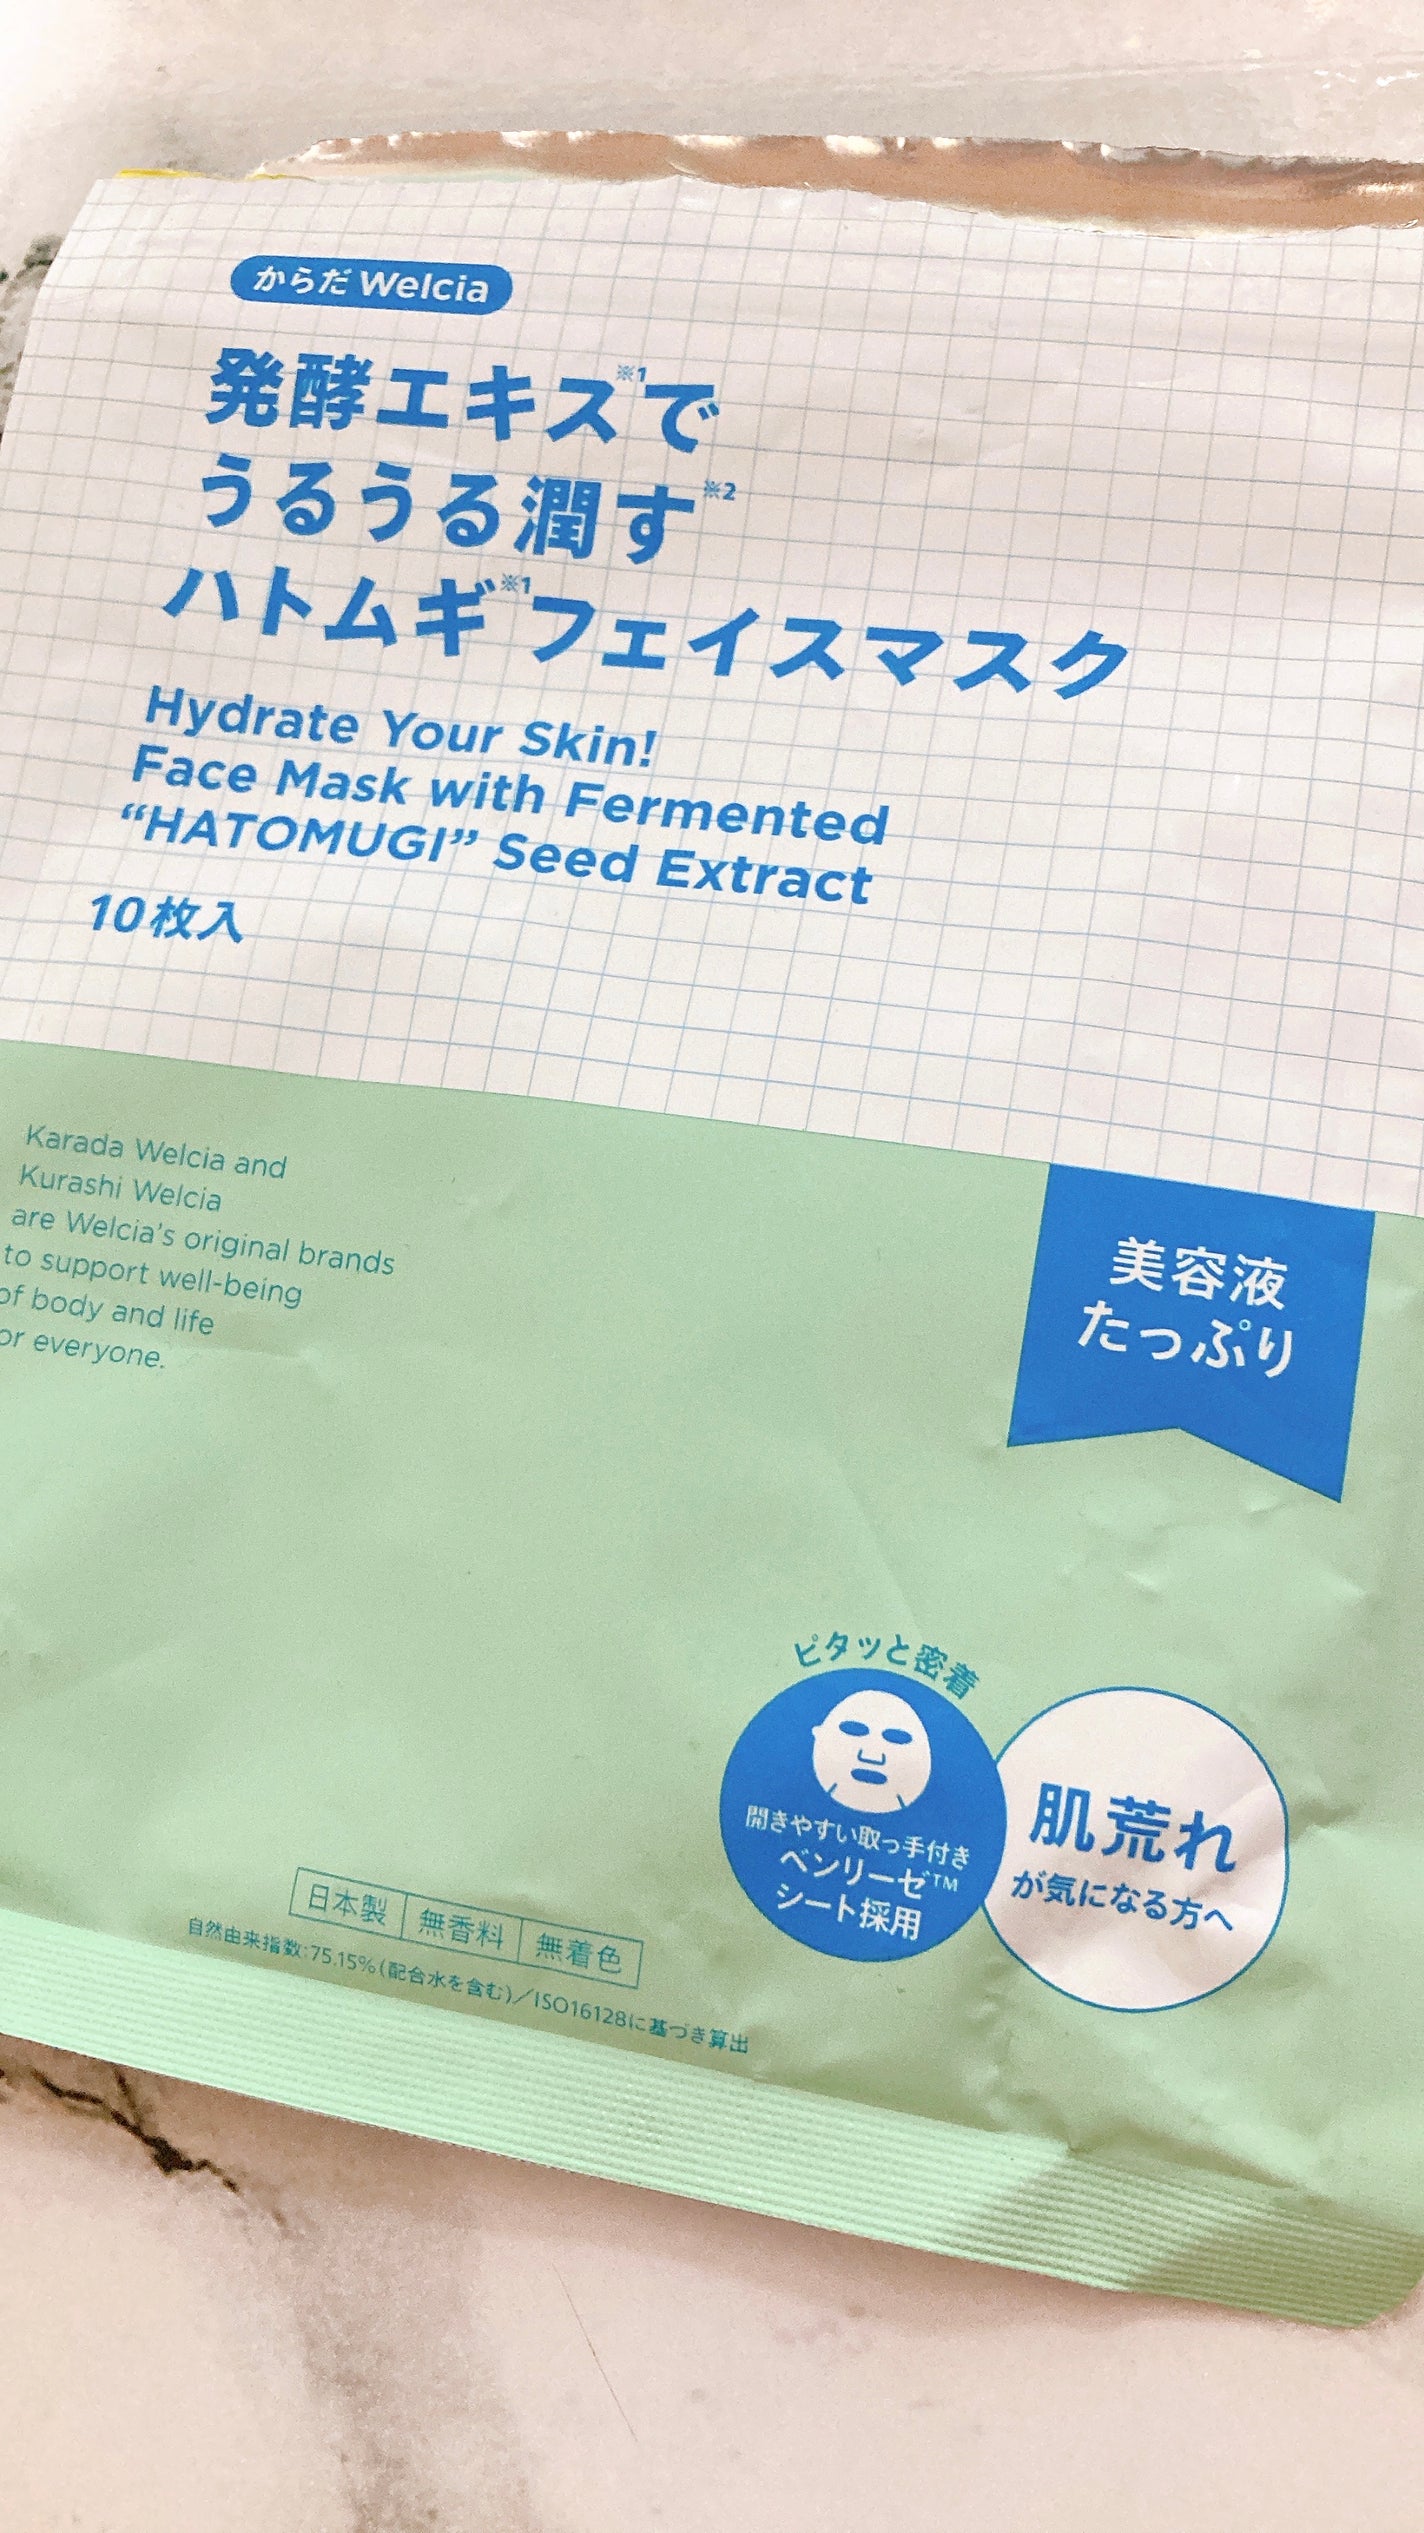 からだWelcia
発酵エキス※1で
うるうる潤す※2
ハトムギ※1フェイスマスク
Hydrate Your Skin!
Face Mask with Fermented
“HATOMUGI” Seed Extract
10枚入
Karada Welcia and
Kurashi Welcia
are Welcia's original brands
to support well-being
of body and life
or everyone.
美容液
たっぷり
ピタッと密着
開きやすい取っ手付き
ベンリーゼ™
シート採用
肌荒れ
が気になる方へ
日本製 無香料 無着色
自然由来指数:75.15%(配合水を含む)/ISO16128に基づき算出